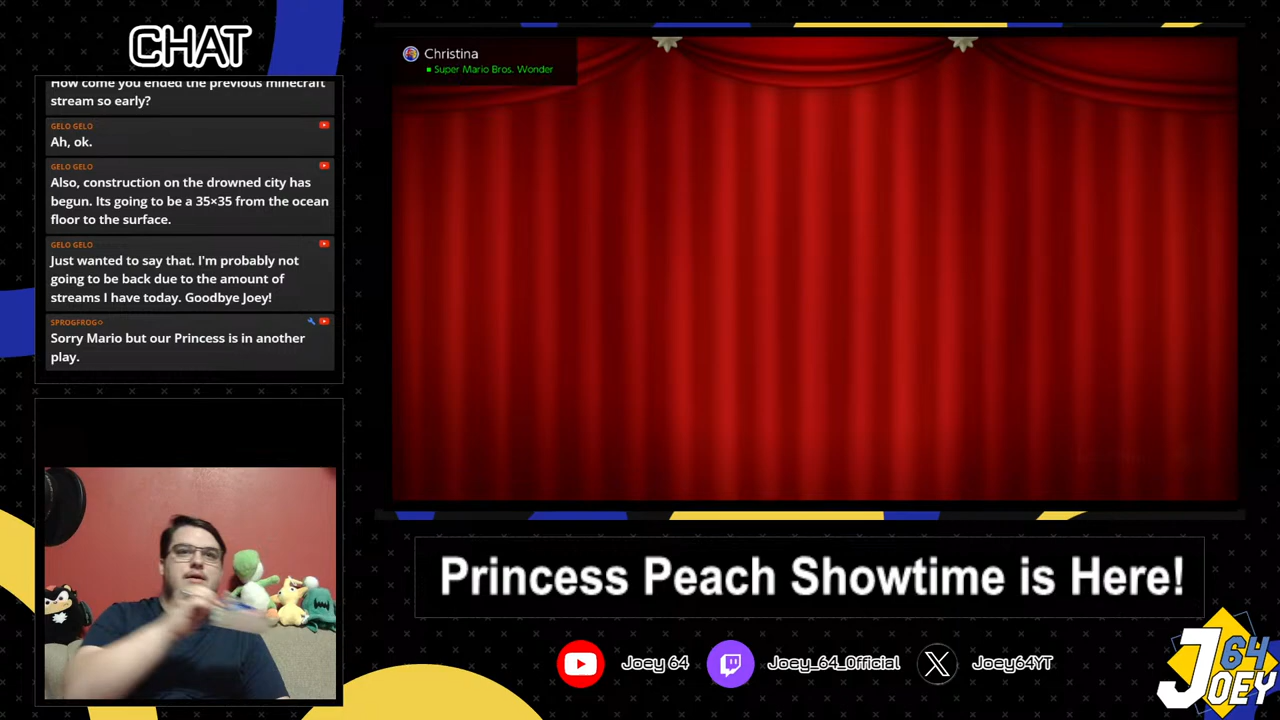 CHAT
How come you ended the previous minecraft
stream so early?
GELO GELO
Ah, ok.
GELO GELO
Also, construction on the drowned city has
begun. Its going to be a 35×35 from the ocean
floor to the surface.
GELO GELO
Just wanted to say that. I'm probably not
going to be back due to the amount of
streams I have today. Goodbye Joey!
SPROGFROG
Sorry Mario but our Princess is in another
play.
Christina
Super Mario Bros. Wonder
Princess Peach Showtime is Here!
Joey 64
Joey_64_Official
Joey64YT
64
JOEY